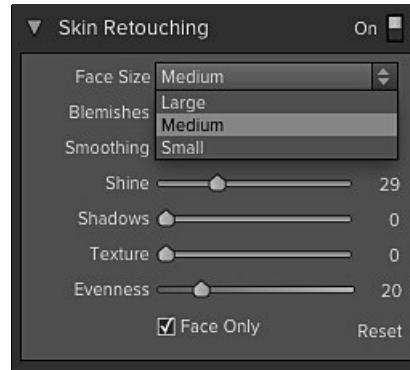 Skin Retouching On
Face Size Medium
Large
Blemishes
Medium
Smoothing Small
Shine 29
Shadows 0
Texture 0
Evenness 20
Face Only Reset